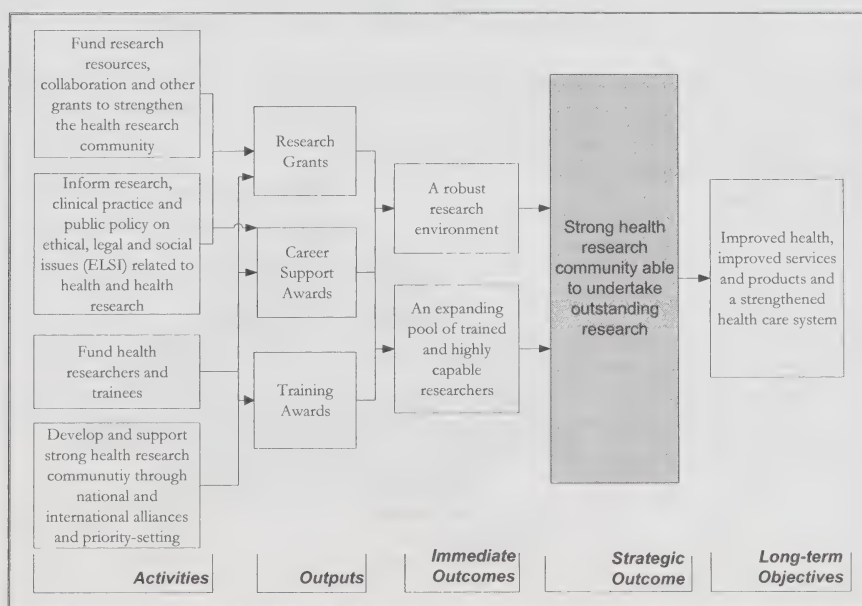 Fund research
resources,
collaboration and other
grants to strengthen
the health research
community
Inform research,
clinical practice and
public policy on
ethical, legal and social
issues (ELSI) related to
health and health
research
Fund health
researchers and
trainees
Develop and support
strong health research
communutiy through
national and
international alliances
and priority-setting
Activities
Research
Grants
Career
Support
Awards
Training
Awards
Outputs
A robust
research
environment
An expanding
pool of trained
and highly
capable
researchers
Immediate
Outcomes
Strong health
research
community able
to undertake
outstanding
research
Strategic
Outcome
Improved health,
improved services
and products and
a strengthened
health care system
Long-term
Objectives